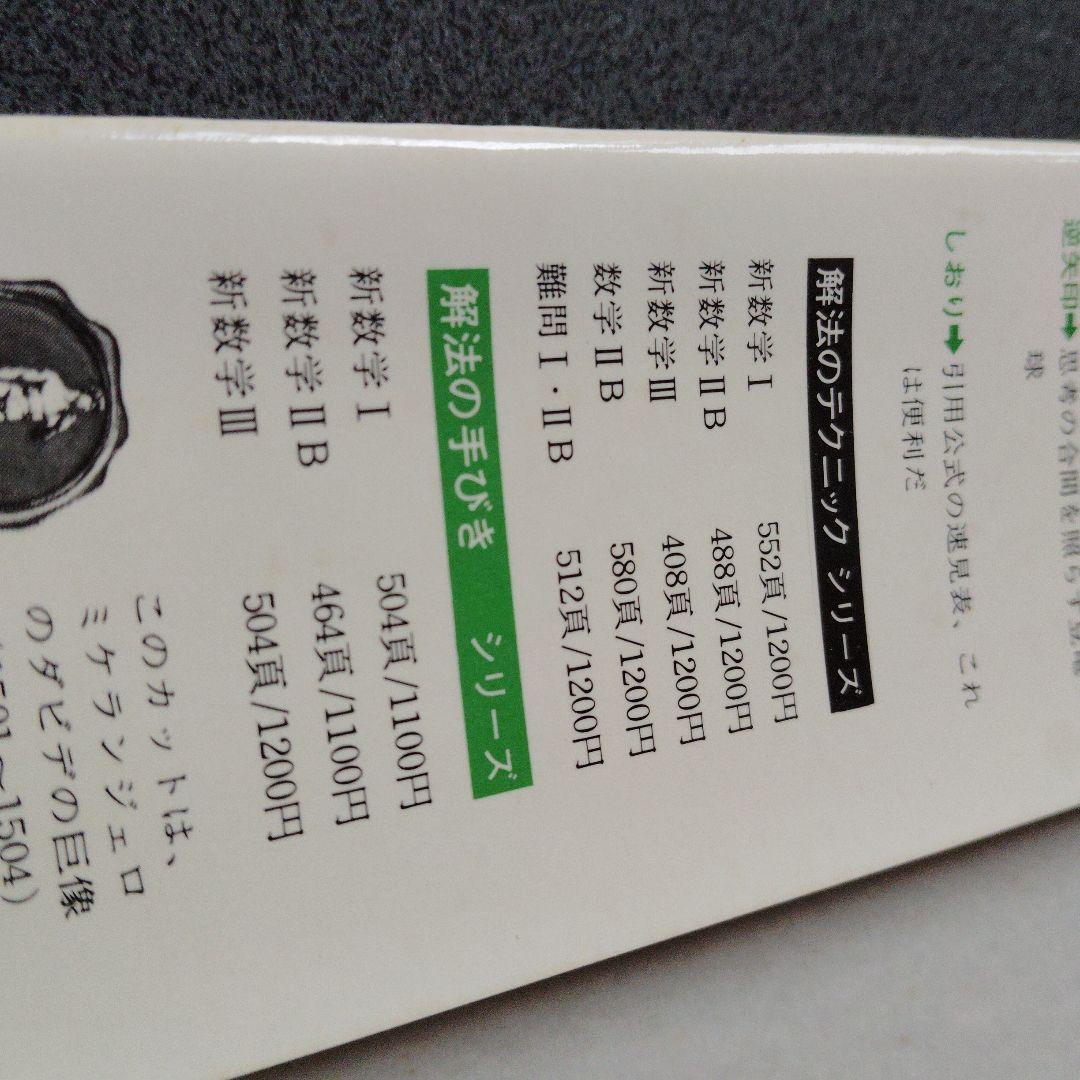 逆矢印➡思考の合間を照らす豆電
球
しおり➡引用公式の速見表、これ
は便利だ
解法のテクニック シリーズ
新数学Ⅰ 552頁/1200円
新数学ⅡB 488頁/1200円
新数学Ⅲ 408頁/1200円
数学ⅡB 580頁/1200円
難問Ⅰ・ⅡB 512頁/1200円
解法の手びき シリーズ
新数学Ⅰ 504頁/1100円
新数学ⅡB 464頁/1100円
新数学Ⅲ 504頁/1200円
このカットは、
ミケランジェロ
のダビデの巨像
1504)